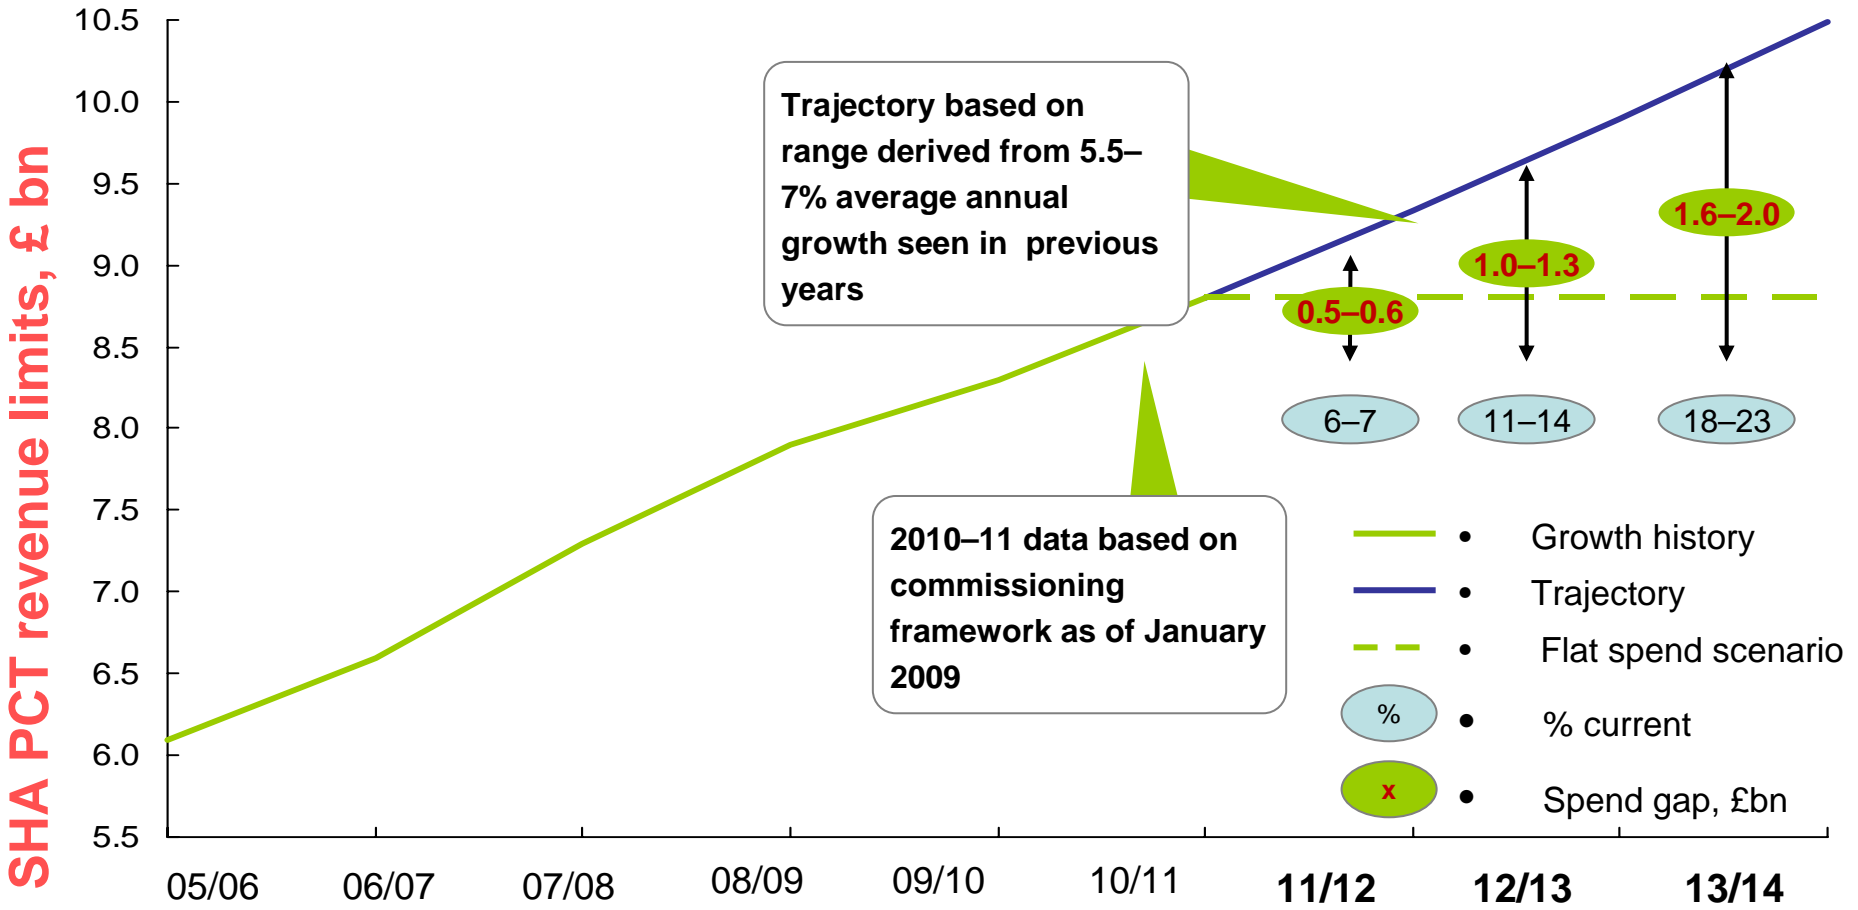 SHA PCT revenue limits, £ bn
10.5
10.0
9.5
9.0
8.5
8.0
7.5
7.0
6.5
6.0
5.5
Trajectory based on
range derived from 5.5–
7% average annual
growth seen in previous
years
2010–11 data based on
commissioning
framework as of January
2009
0.5–0.6
1.0–1.3
1.6–2.0
6–7
11–14
18–23
• Growth history
• Trajectory
• Flat spend scenario
% • % current
x • Spend gap, £bn
05/06 06/07 07/08 08/09 09/10 10/11 11/12 12/13 13/14